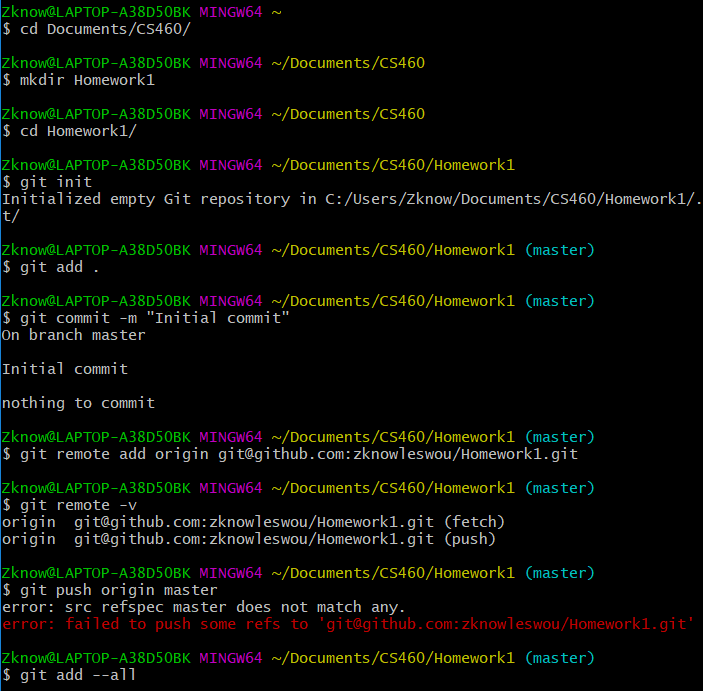 Zknow@LAPTOP-A38D50BK MINGW64 ~
$ cd Documents/CS460/
Zknow@LAPTOP-A38D50BK MINGW64 ~/Documents/CS460
$ mkdir Homework1
Zknow@LAPTOP-A38D50BK MINGW64 ~/Documents/CS460
$ cd Homework1/
Zknow@LAPTOP-A38D50BK MINGW64 ~/Documents/CS460/Homework1
$ git init
Initialized empty Git repository in C:/Users/Zknow/Documents/CS460/Homework1/.
t/
Zknow@LAPTOP-A38D50BK MINGW64 ~/Documents/CS460/Homework1 (master)
$ git add .
Zknow@LAPTOP-A38D50BK MINGW64 ~/Documents/CS460/Homework1 (master)
$ git commit -m "Initial commit"
On branch master
Initial commit
nothing to commit
Zknow@LAPTOP-A38D50BK MINGW64 ~/Documents/CS460/Homework1 (master)
$ git remote add origin git@github.com:zknowleswou/Homework1.git
Zknow@LAPTOP-A38D50BK MINGW64 ~/Documents/CS460/Homework1 (master)
$ git remote -v
origin  git@github.com:zknowleswou/Homework1.git (fetch)
origin  git@github.com:zknowleswou/Homework1.git (push)
Zknow@LAPTOP-A38D50BK MINGW64 ~/Documents/CS460/Homework1 (master)
$ git push origin master
error: src refspec master does not match any.
error: failed to push some refs to 'git@github.com:zknowleswou/Homework1.git'
Zknow@LAPTOP-A38D50BK MINGW64 ~/Documents/CS460/Homework1 (master)
$ git add --all